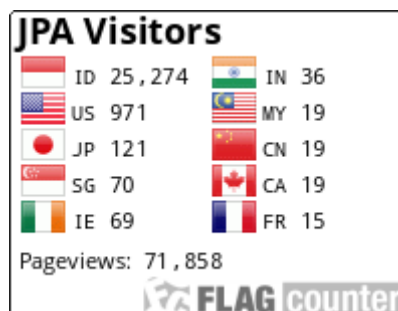 JPA Visitors
ID 25,274 IN 36
US 971 MY 19
JP 121 CN 19
SG 70 CA 19
IE 69 FR 15
Pageviews: 71,858
FC FLAG counter